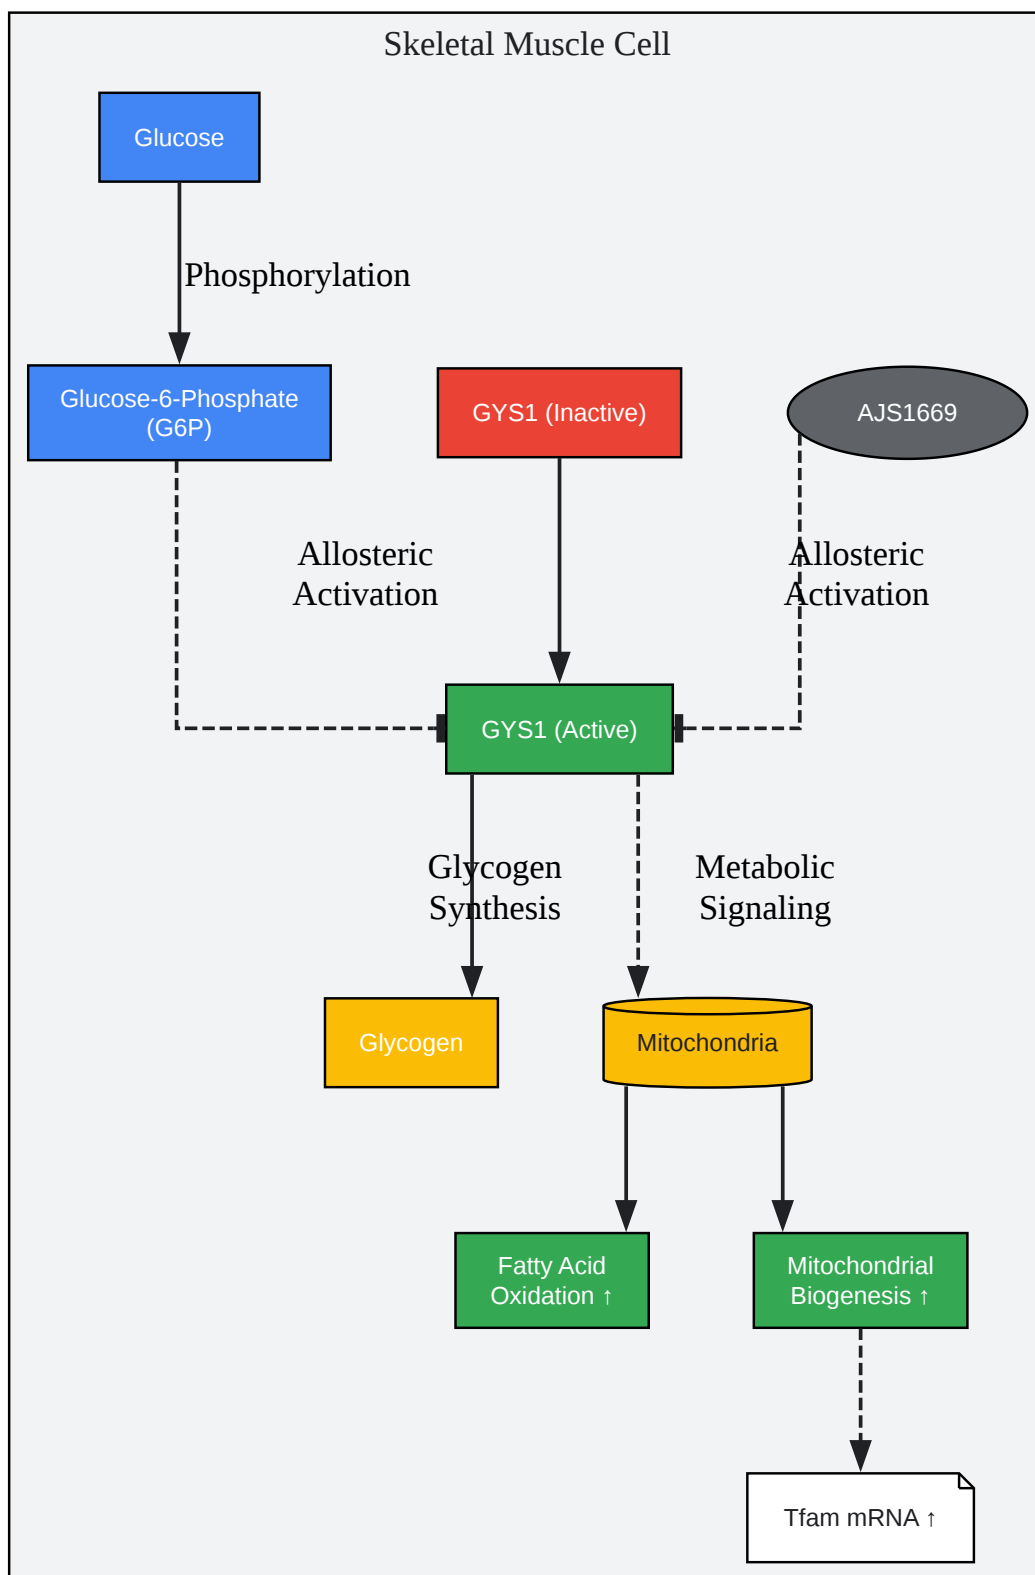 Skeletal Muscle Cell
Glucose
Phosphorylation
Glucose-6-Phosphate
(G6P)
GYS1 (Inactive)
AJS1669
Allosteric
Activation
Allosteric
Activation
GYS1 (Active)
Glycogen
Synthesis
Metabolic
Signaling
Glycogen
Mitochondria
Fatty Acid
Oxidation ↑
Mitochondrial
Biogenesis ↑
Tfam mRNA ↑